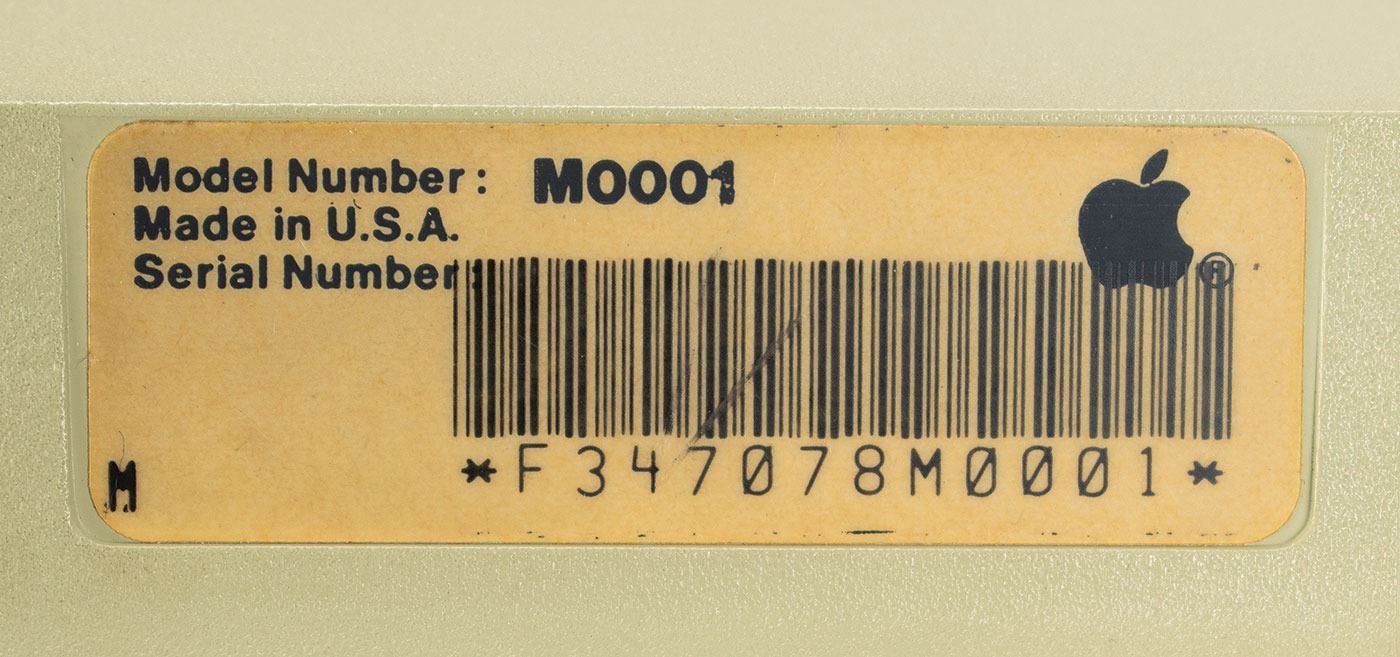 Model Number: M0001
Made in U.S.A.
Serial Number:
*F347078M0001*
M
®